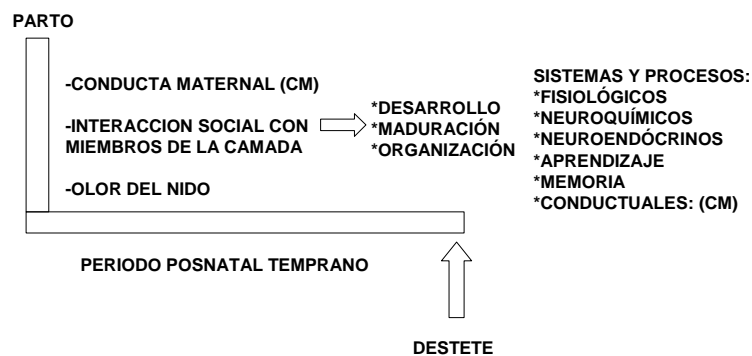 PARTO
-CONDUCTA MATERNAL (CM)
-INTERACCION SOCIAL CON
MIEMBROS DE LA CAMADA
-OLOR DEL NIDO
*DESARROLLO
*MADURACIÓN
*ORGANIZACIÓN
SISTEMAS Y PROCESOS:
*FISIOLÓGICOS
*NEUROQUÍMICOS
*NEUROENDÓCRINOS
*APRENDIZAJE
*MEMORIA
*CONDUCTUALES: (CM)
PERIODO POSNATAL TEMPRANO
DESTETE